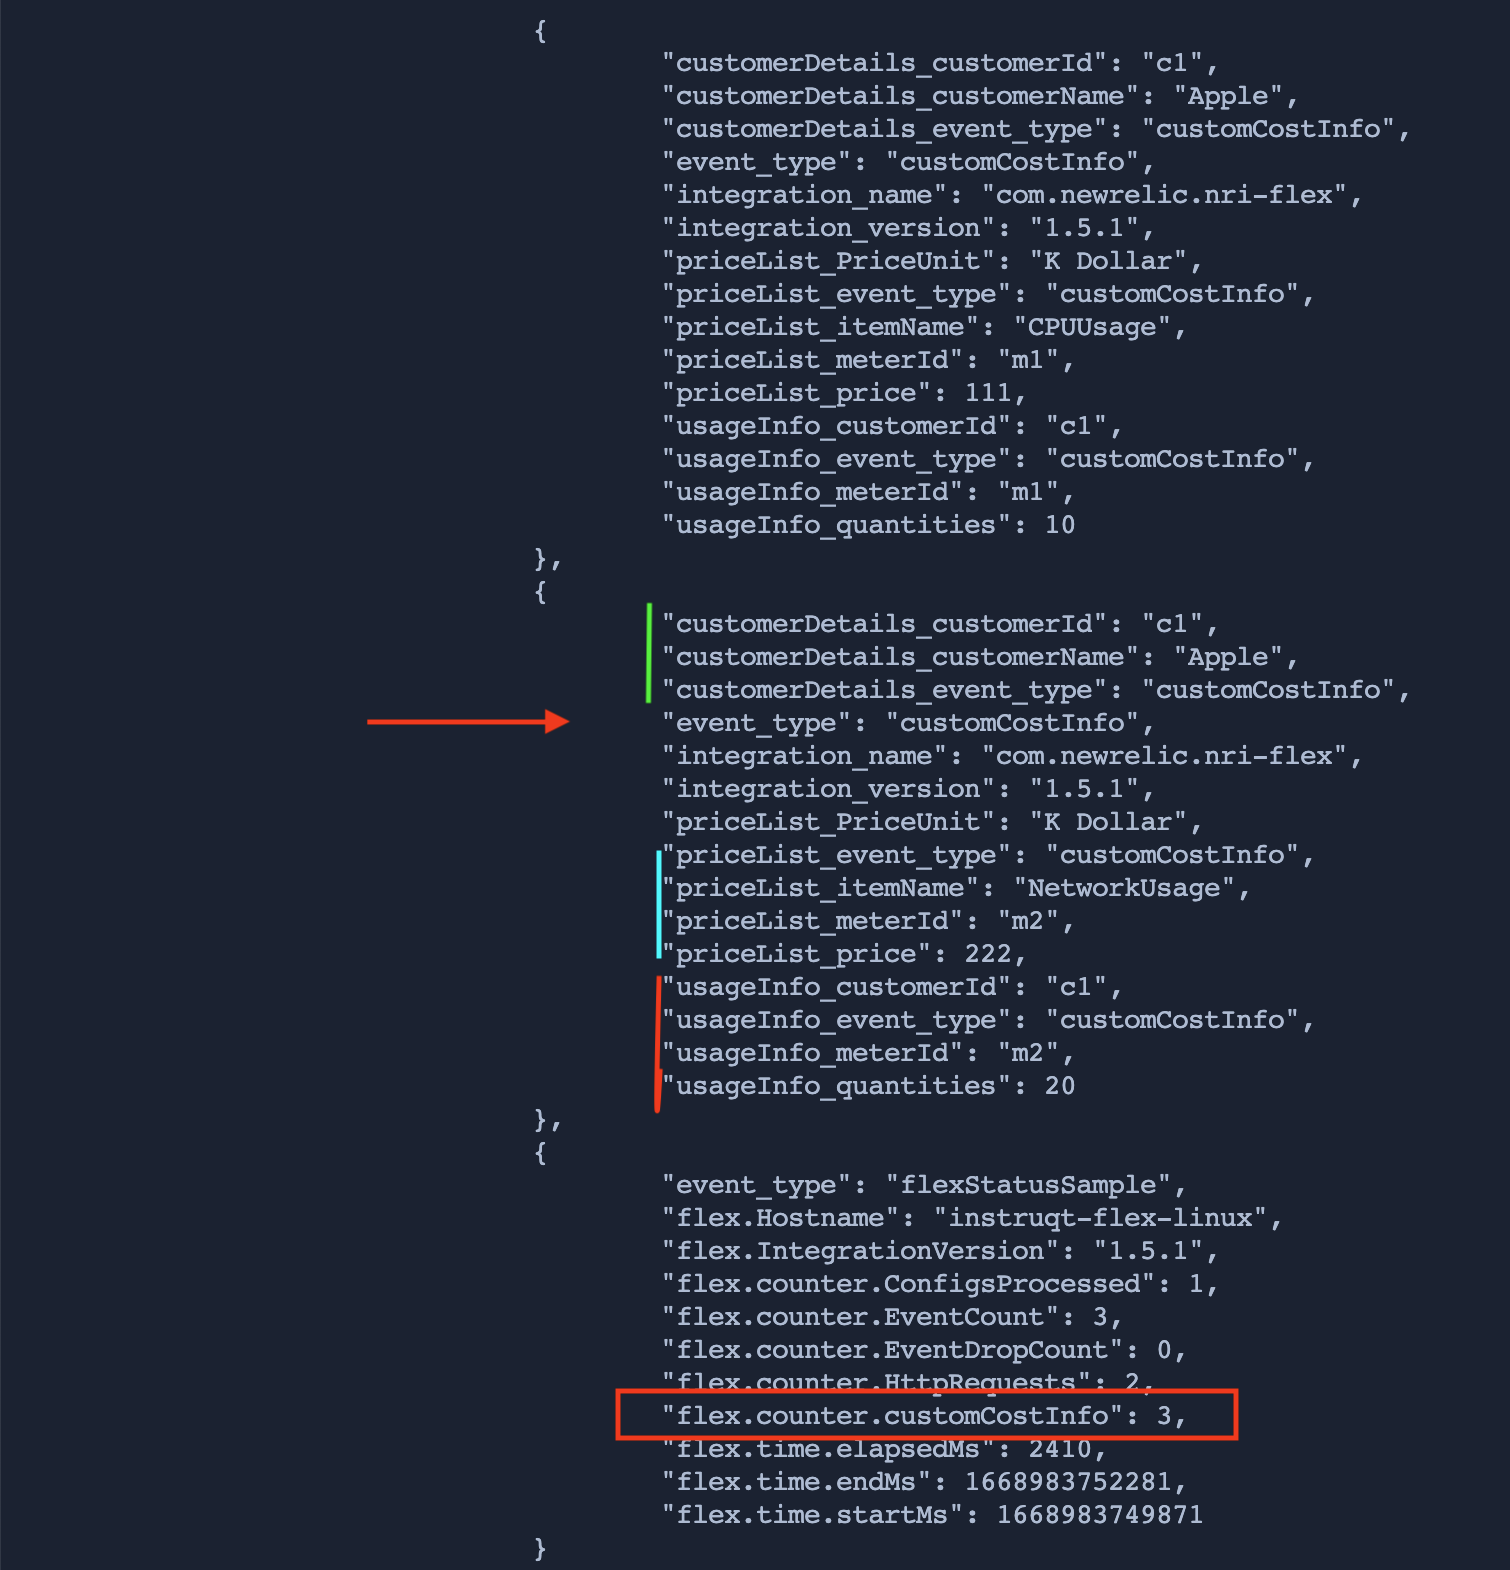 {
"customerDetails_customerId": "c1",
"customerDetails_customerName": "Apple",
"customerDetails_event_type": "customCostInfo",
"event_type": "customCostInfo",
"integration_name": "com.newrelic.nri-flex",
"integration_version": "1.5.1",
"priceList_PriceUnit": "K Dollar",
"priceList_event_type": "customCostInfo",
"priceList_itemName": "CPUUsage",
"priceList_meterId": "m1",
"priceList_price": 111,
"usageInfo_customerId": "c1",
"usageInfo_event_type": "customCostInfo",
"usageInfo_meterId": "m1",
"usageInfo_quantities": 10
},
{
"customerDetails_customerId": "c1",
"customerDetails_customerName": "Apple",
"customerDetails_event_type": "customCostInfo",
"event_type": "customCostInfo",
"integration_name": "com.newrelic.nri-flex",
"integration_version": "1.5.1",
"priceList_PriceUnit": "K Dollar",
"priceList_event_type": "customCostInfo",
"priceList_itemName": "NetworkUsage",
"priceList_meterId": "m2",
"priceList_price": 222,
"usageInfo_customerId": "c1",
"usageInfo_event_type": "customCostInfo",
"usageInfo_meterId": "m2",
"usageInfo_quantities": 20
},
{
"event_type": "flexStatusSample",
"flex.Hostname": "instruqt-flex-linux",
"flex.IntegrationVersion": "1.5.1",
"flex.counter.ConfigsProcessed": 1,
"flex.counter.EventCount": 3,
"flex.counter.EventDropCount": 0,
"flex.counter.HttpRequests": 2,
"flex.counter.customCostInfo": 3,
"flex.time.elapsedMs": 2410,
"flex.time.endMs": 1668983752281,
"flex.time.startMs": 1668983749871
}